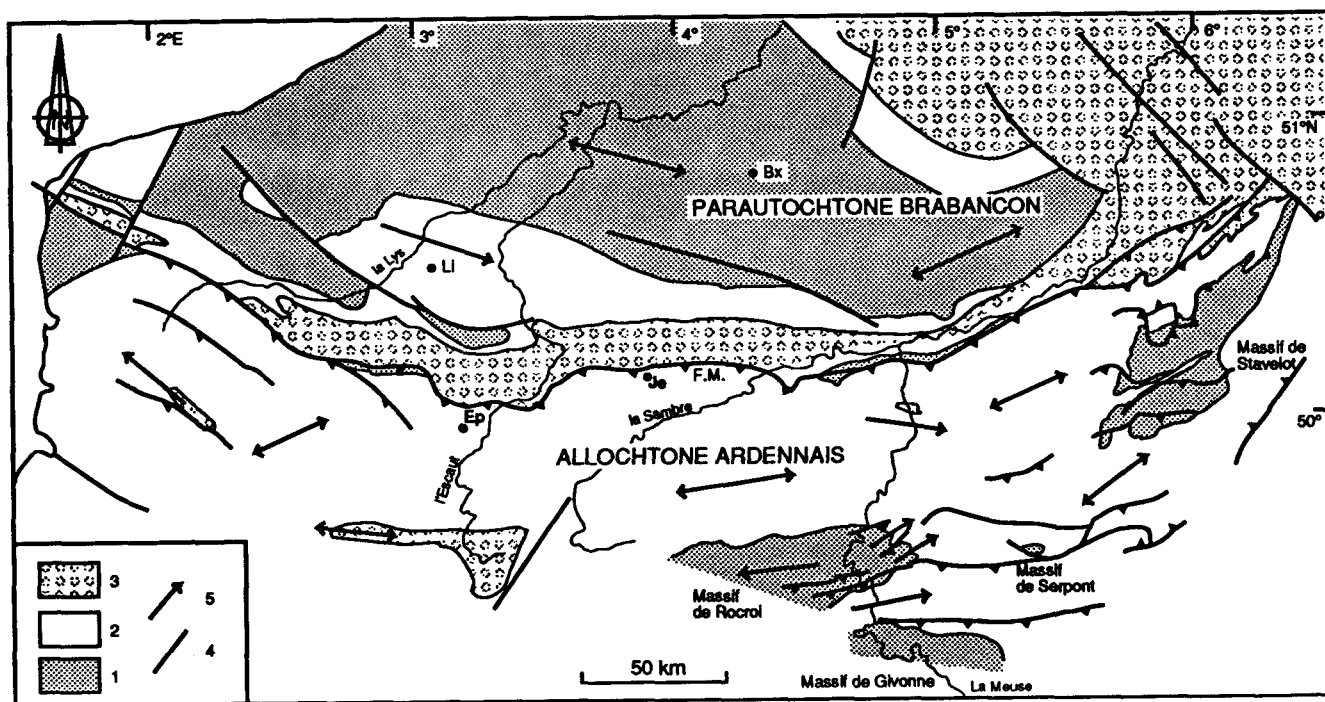 2°E
3°
4°
5°
6°
N
51°N
Bx
PARAUTOCHTONE BRABANCON
la Lys
Li
Massif de
Stavelot
Je
F.M.
la Sambre
50°
Ep
ALLOCHTONE ARDENNAIS
l'Escaut
Massif
de Serpont
Massif
de Rocroi
3
5
2
4
1
50 km
Massif de Givonne
La Meuse